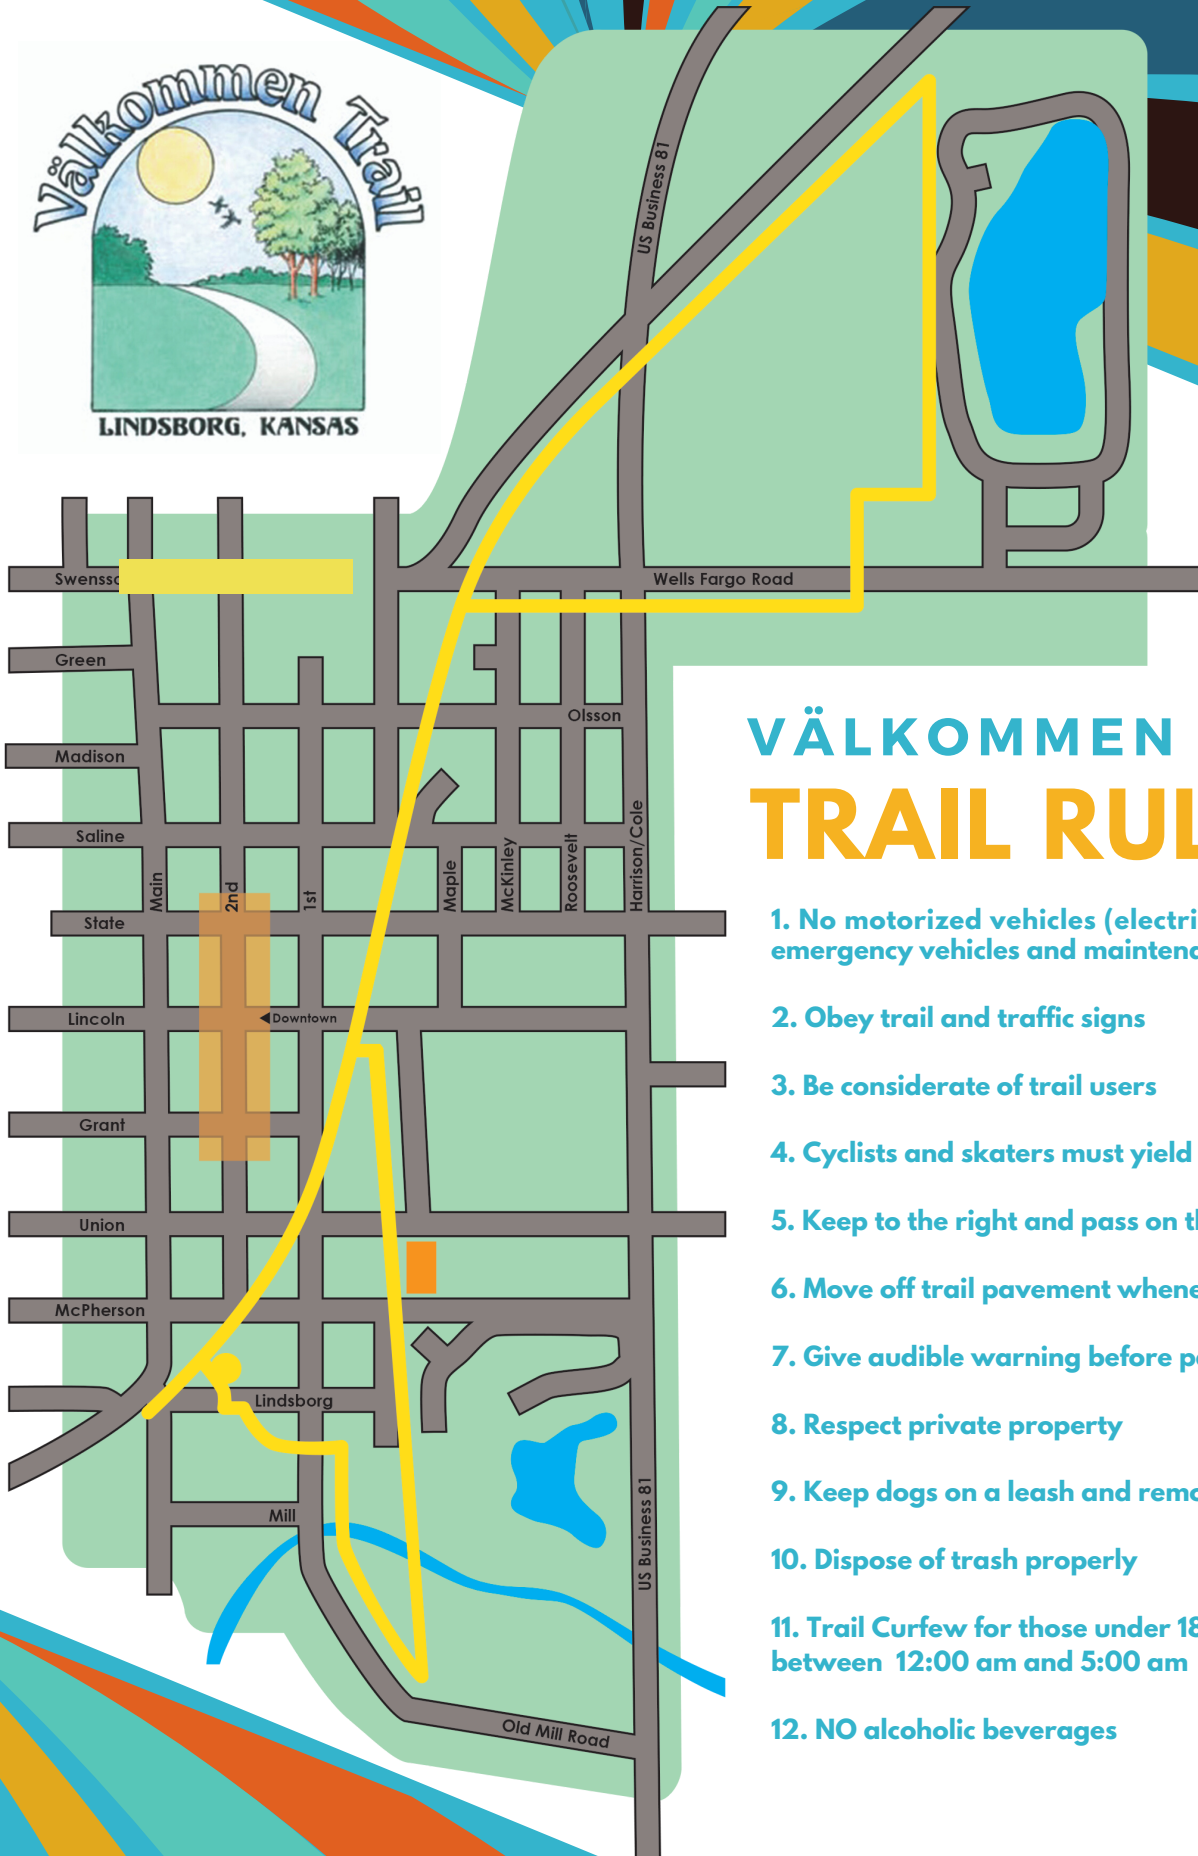 Välkommen Trail
LINDSBORG, KANSAS
US Business 81
Wells Fargo Road
Green
Olsson
Madison
Saline
Main
2nd
1st
Maple
McKinley
Roosevelt
Harrison/Cole
State
Lincoln
Downtown
Grant
Union
McPherson
Lindsborg
Mill
US Business 81
Old Mill Road
VÄLKOMMEN
TRAIL
1. No motorized vehicles
emergency vehicles and
2. Obey trail and traffic signs
3. Be considerate of trail users
4. Cyclists and skaters must yield
5. Keep to the right and pass on
6. Move off trail pavement
7. Give audible warning before
8. Respect private property
9. Keep dogs on a leash and
10. Dispose of trash properly
11. Trail Curfew for those under 18
between 12:00 am and 5:00 am
12. NO alcoholic beverages